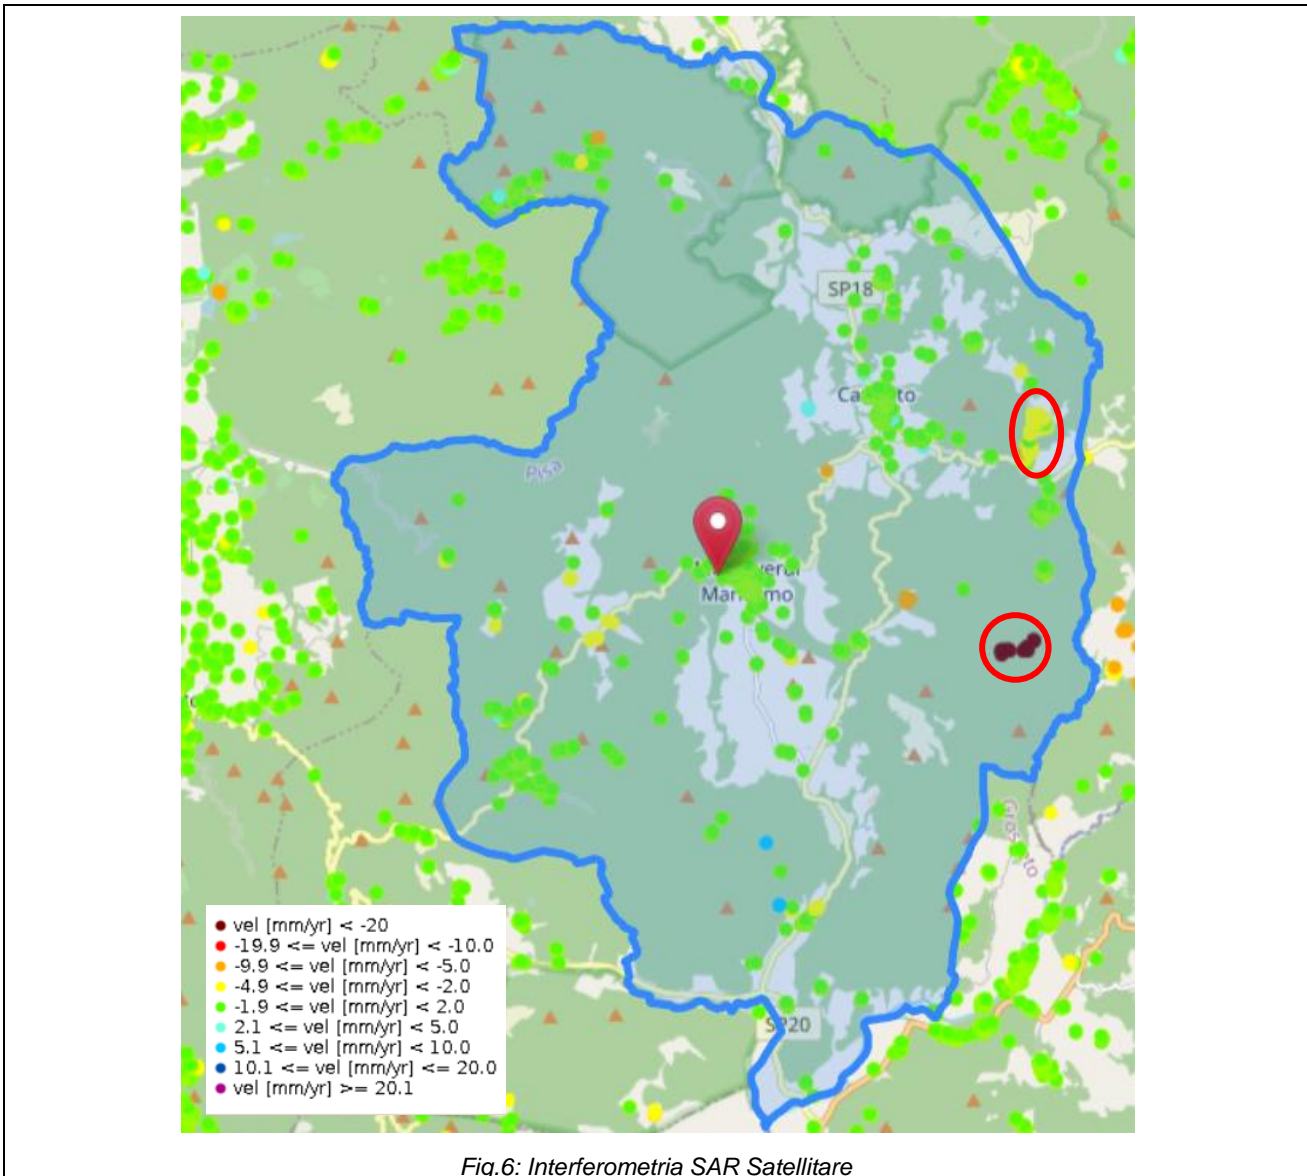 SP18
Pisa
SP20
vel [mm/yr] < -20
-19.9 <= vel [mm/yr] < -10.0
-9.9 <= vel [mm/yr] < -5.0
-4.9 <= vel [mm/yr] < -2.0
-1.9 <= vel [mm/yr] < 2.0
2.1 <= vel [mm/yr] < 5.0
5.1 <= vel [mm/yr] < 10.0
10.1 <= vel [mm/yr] <= 20.0
vel [mm/yr] >= 20.1
Fig.6: Interferometria SAR Satellitare